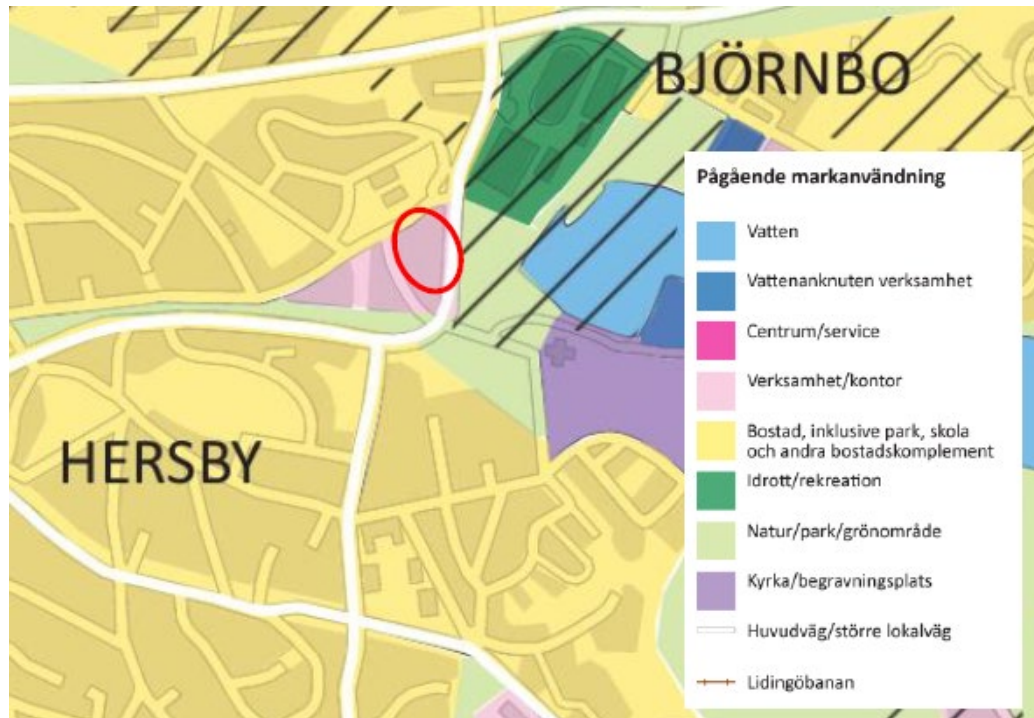 BJÖRNBO
HERSBY
Pågående markanvändning
Vatten
Vattenanknuten verksamhet
Centrum/service
Verksamhet/kontor
Bostad, inklusive park, skola
och andra bostadskomplement
Idrott/rekreation
Natur/park/grönområde
Kyrka/begravningsplats
Huvudväg/större lokalväg
Lidingöbanan